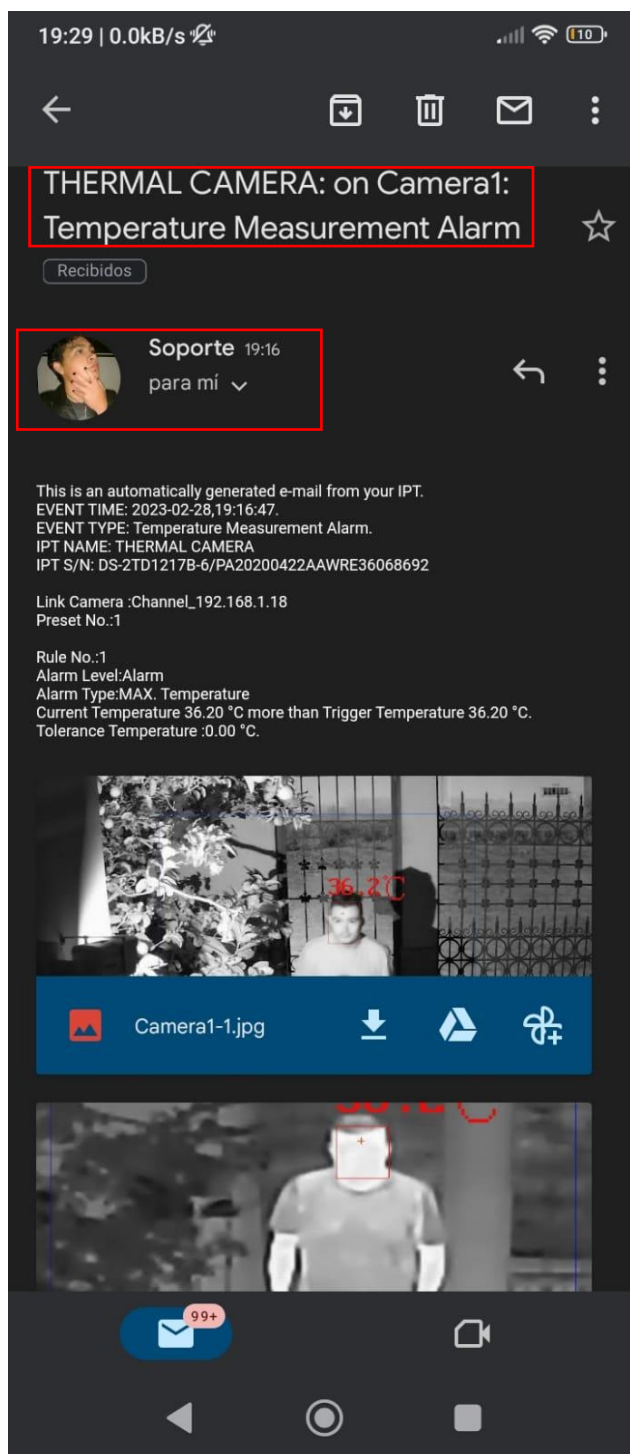 19:29 | 0.0kB/s
10
THERMAL CAMERA: on Camera1:
Temperature Measurement Alarm
Recibidos
Soporte 19:16
para mí
This is an automatically generated e-mail from your IPT.
EVENT TIME: 2023-02-28,19:16:47.
EVENT TYPE: Temperature Measurement Alarm.
IPT NAME: THERMAL CAMERA
IPT S/N: DS-2TD1217B-6/PA20200422AAWRE36068692
Link Camera :Channel_192.168.1.18
Preset No.:1
Rule No.:1
Alarm Level:Alarm
Alarm Type:MAX. Temperature
Current Temperature 36.20 °C more than Trigger Temperature 36.20 °C.
Tolerance Temperature :0.00 °C.
36.2°C
Camera1-1.jpg
99+